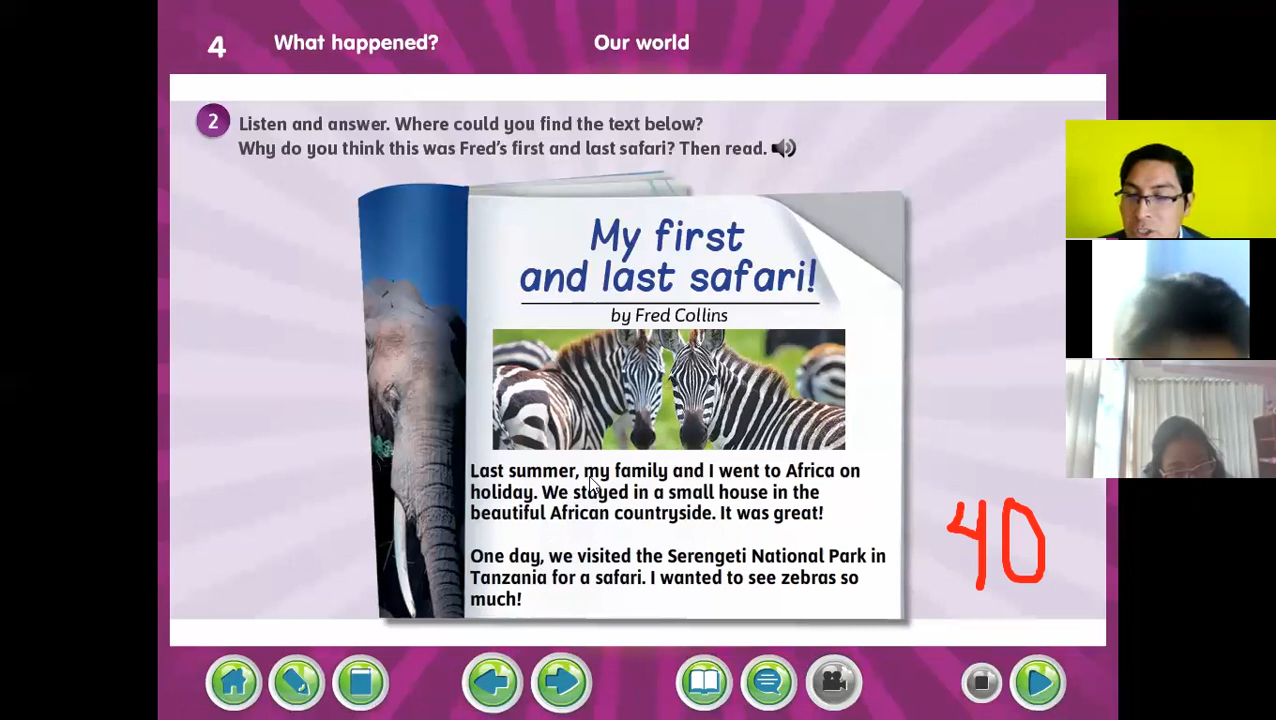 4 What happened? Our world
2 Listen and answer. Where could you find the text below?
Why do you think this was Fred's first and last safari? Then read.
My first
and last safari!
by Fred Collins
Last summer, my family and I went to Africa on
holiday. We stayed in a small house in the
beautiful African countryside. It was great!
One day, we visited the Serengeti National Park in
Tanzania for a safari. I wanted to see zebras so
much!
40